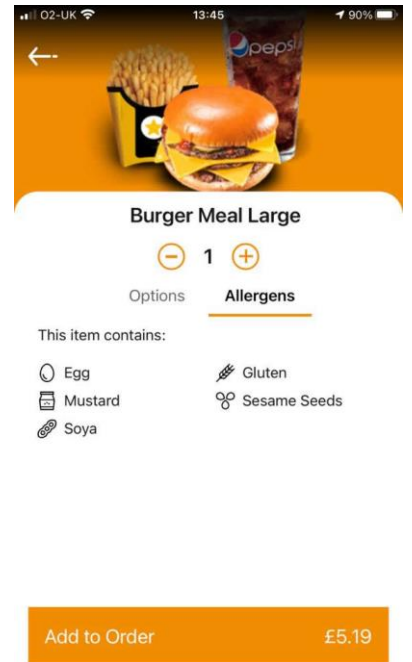 O2-UK 13:45 90%
pepsi
Burger Meal Large
1
Options Allergens
This item contains:
Egg Gluten
Mustard Sesame Seeds
Soya
Add to Order £5.19